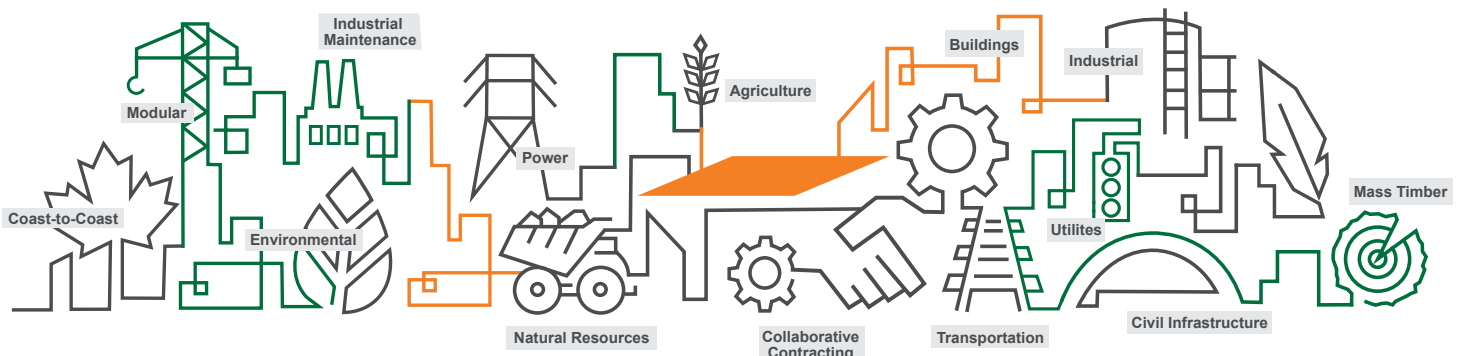 Industrial
Maintenance
Buildings
Industrial
Agriculture
Modular
Power
Mass Timber
Coast-to-Coast
Environmental
Utilites
Natural Resources
Collaborative
Contracting
Transportation
Civil Infrastructure